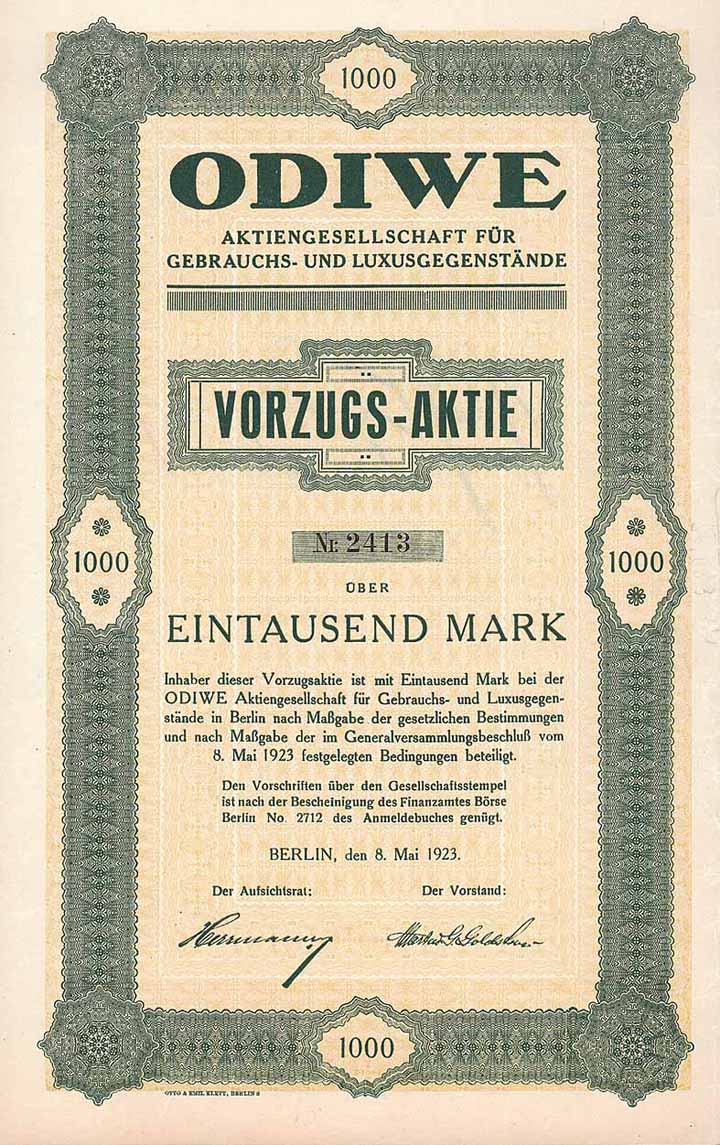 1000
ODIWE
AKTIENGESELLSCHAFT FÜR
GEBRAUCHS- UND LUXUSGEGENSTÄNDE
VORZUGS-AKTIE
Nr. 2413
ÜBER
1000
1000
EINTAUSEND MARK
Inhaber dieser Vorzugsaktie ist mit Eintausend Mark bei der
ODIWE Aktiengesellschaft für Gebrauchs- und Luxusgegen-
stände in Berlin nach Maßgabe der gesetzlichen Bestimmungen
und nach Maßgabe der im Generalversammlungsbeschluß vom
8. Mai 1923 festgelegten Bedingungen beteiligt.
Den Vorschriften über den Gesellschaftsstempel
ist nach der Bescheinigung des Finanzamtes Börse
Berlin No. 2712 des Anmeldebuches genügt.
BERLIN, den 8. Mai 1923.
Der Aufsichtsrat: Der Vorstand:
Herrmann
1000
OTTO & EMIL KLETT, BERLIN S